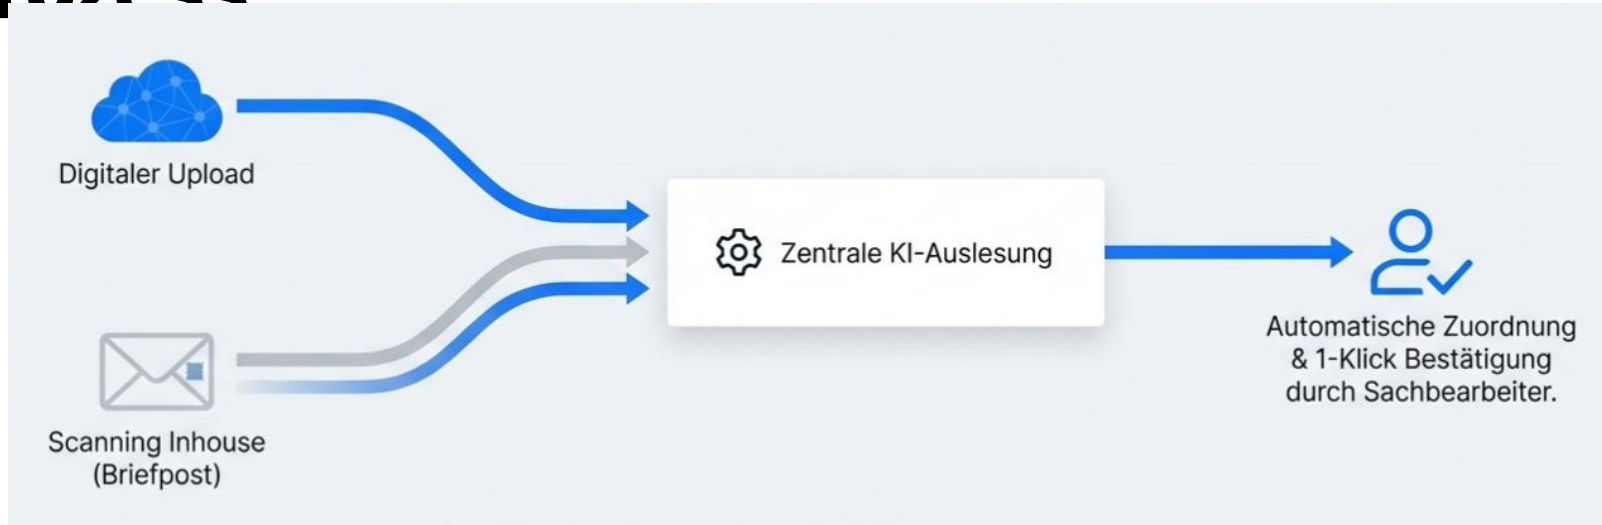 Digitaler Upload
Zentrale KI-Auslesung
Scanning Inhouse
(Briefpost)
Automatische Zuordnung
& 1-Klick Bestätigung
durch Sachbearbeiter.